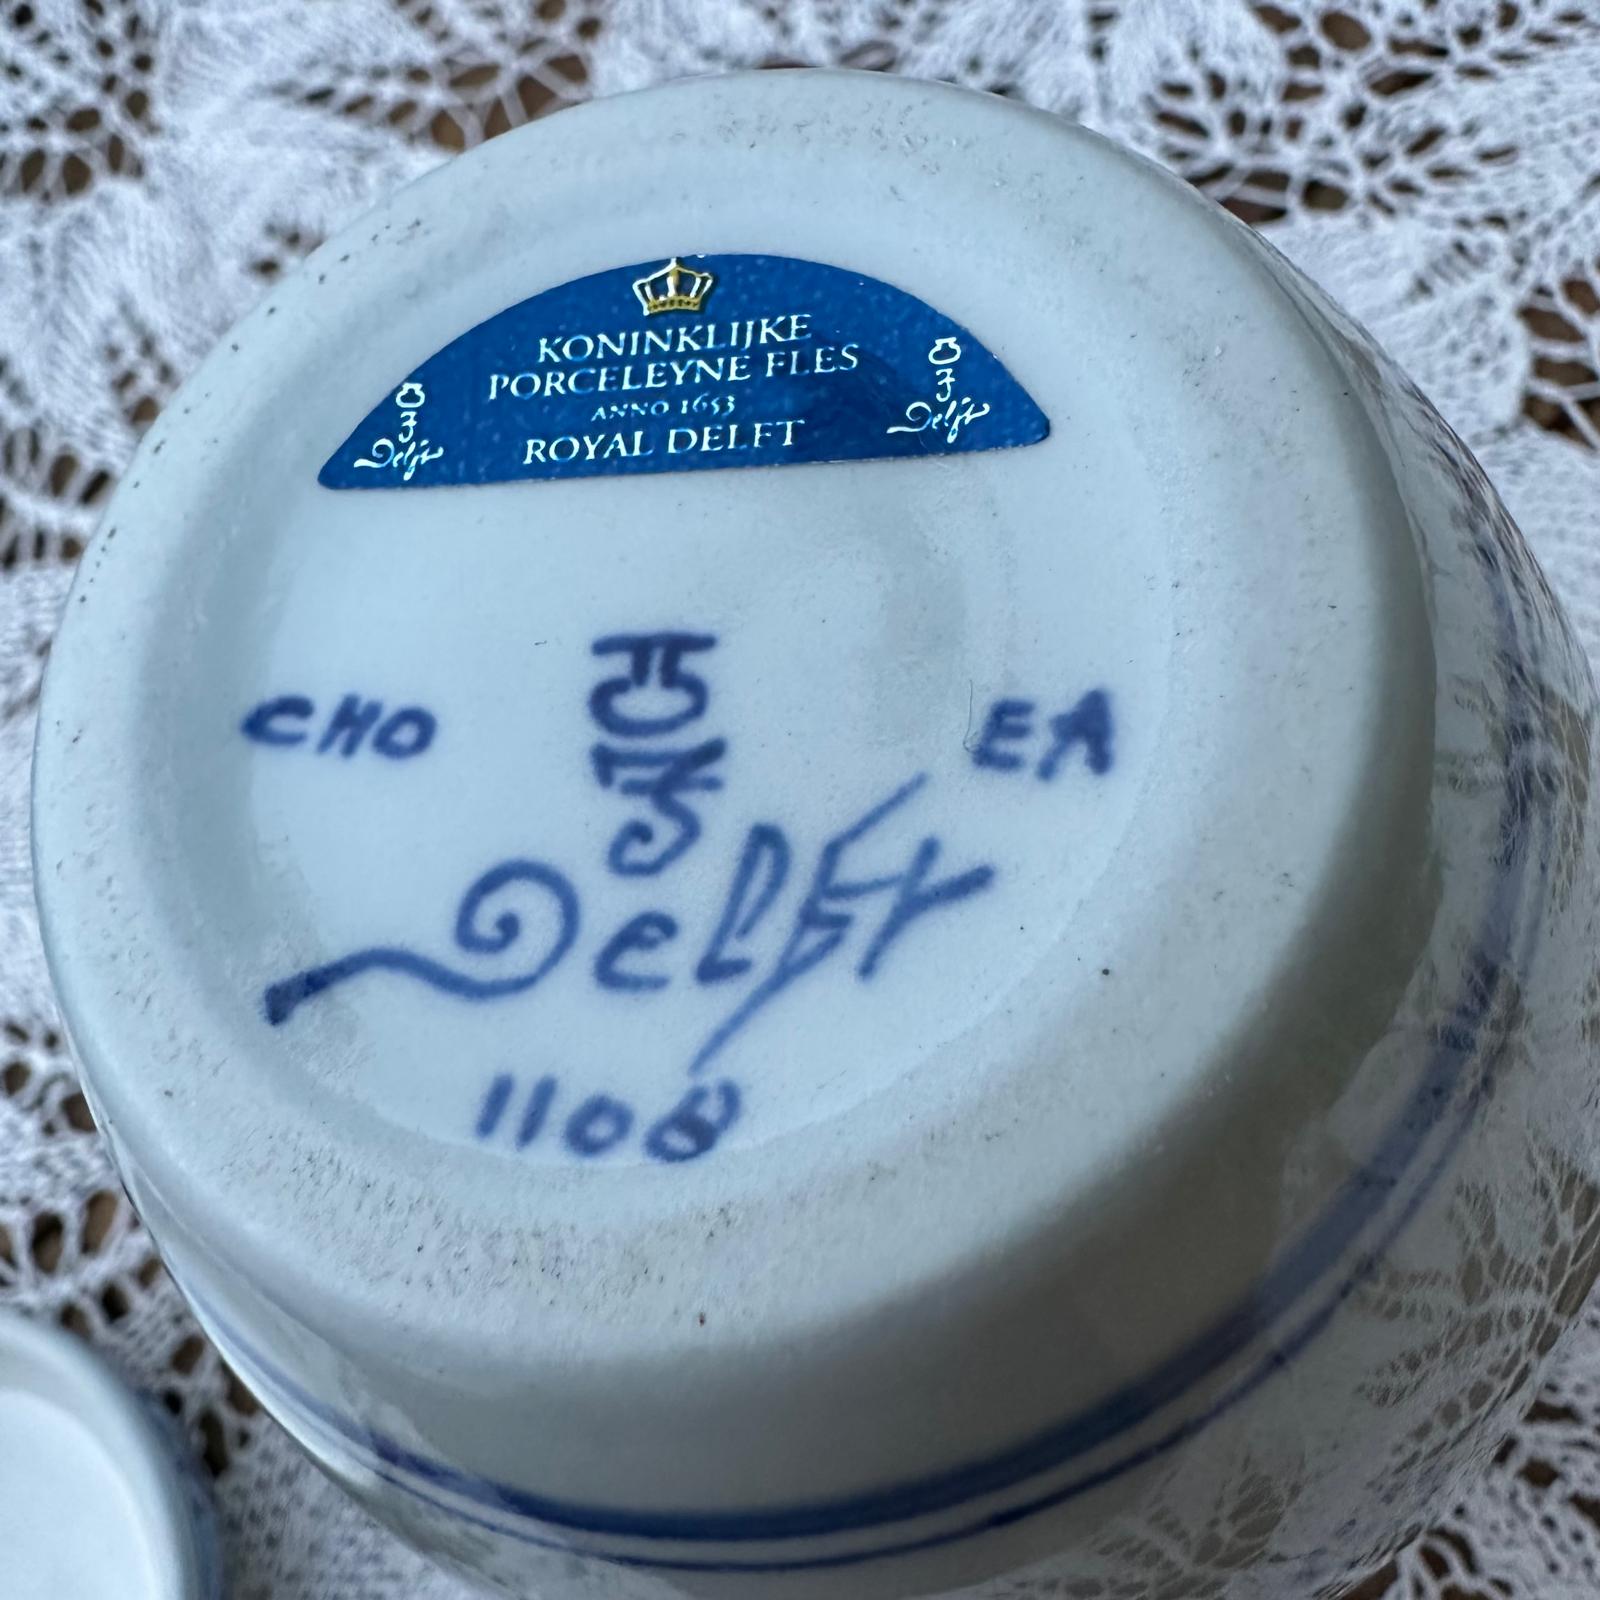 KONINKLIJKE
PORCELEYNE FLES
ANNO 1653
ROYAL DELFT
Delft
Delft
CHO
EA
Delft
1108